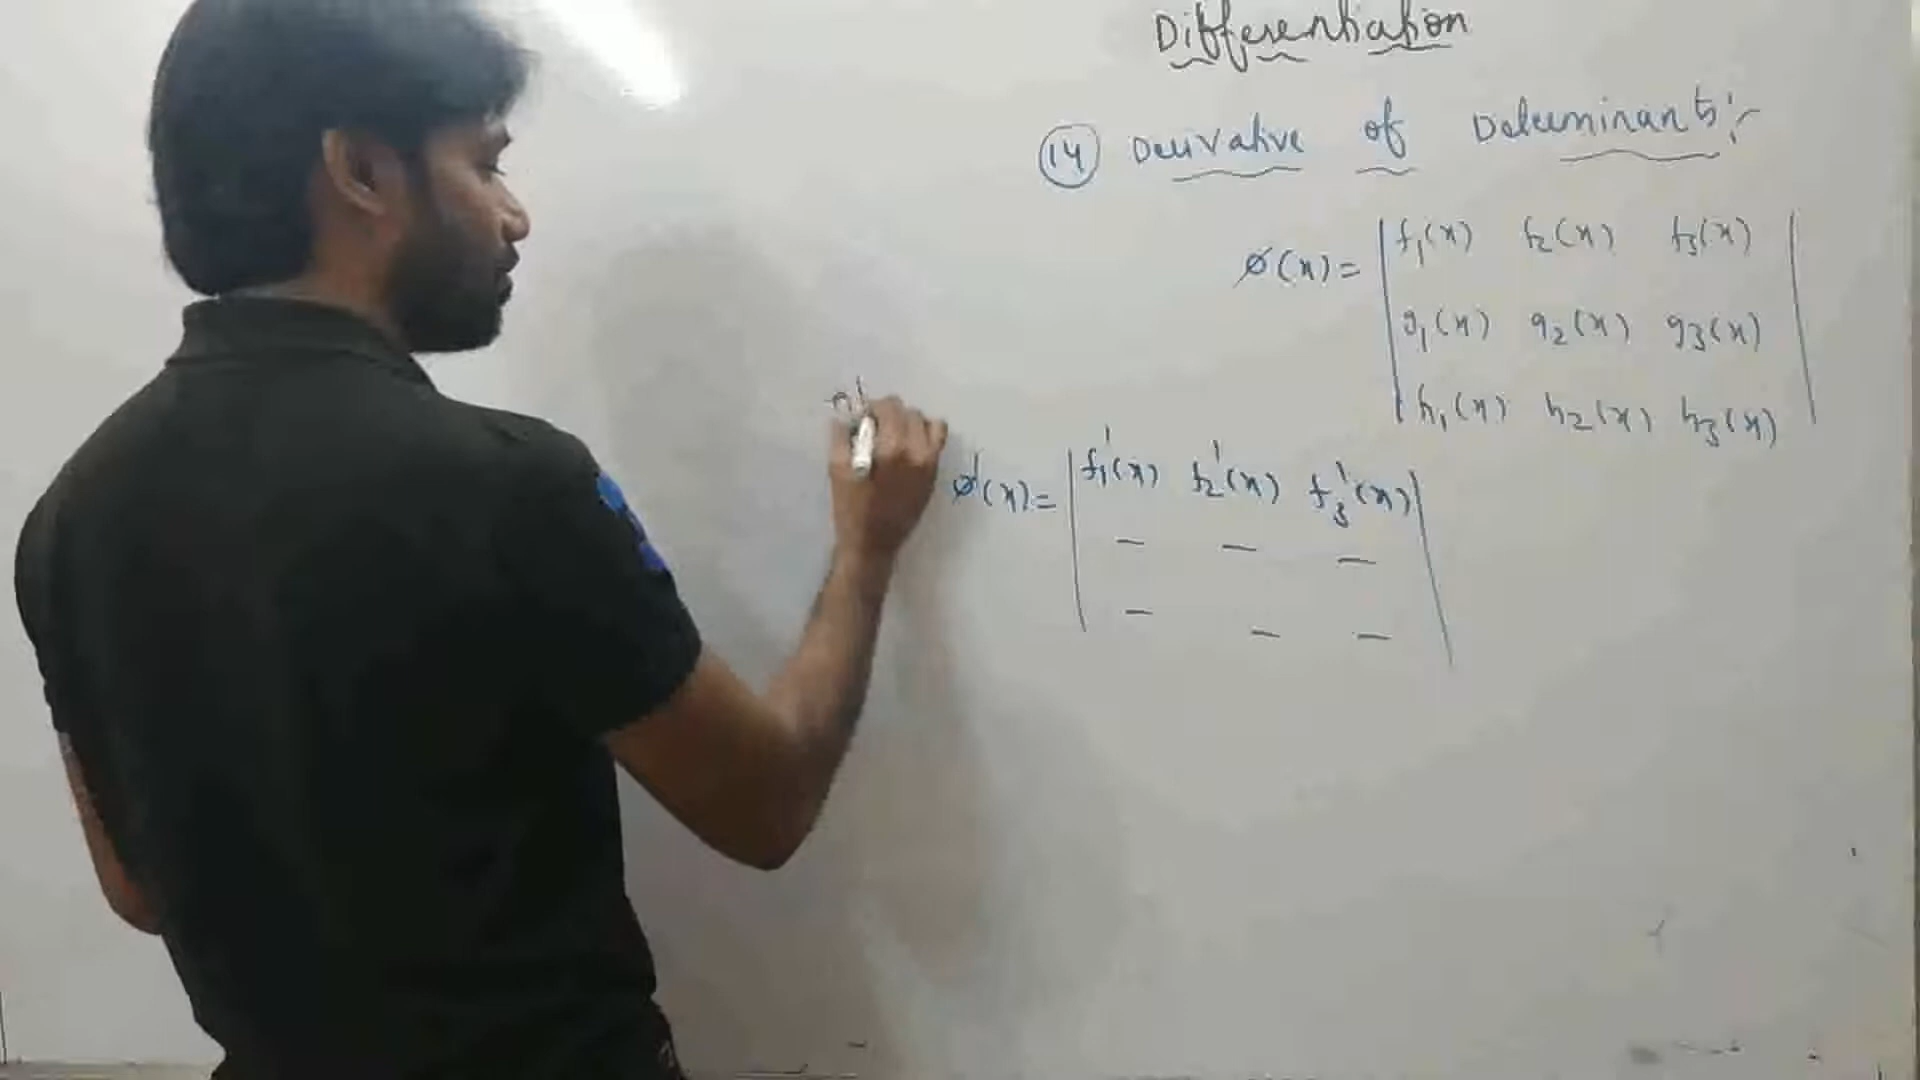 Differentiation
14 Derivative of Determinants:-
ø(x) = | f₁(x) f₂(x) f₃(x) |
| g₁(x) g₂(x) g₃(x) |
| h₁(x) h₂(x) h₃(x) |
ø'(x) = | f₁'(x) f₂'(x) f₃'(x) |
| — — — |
| — — — |